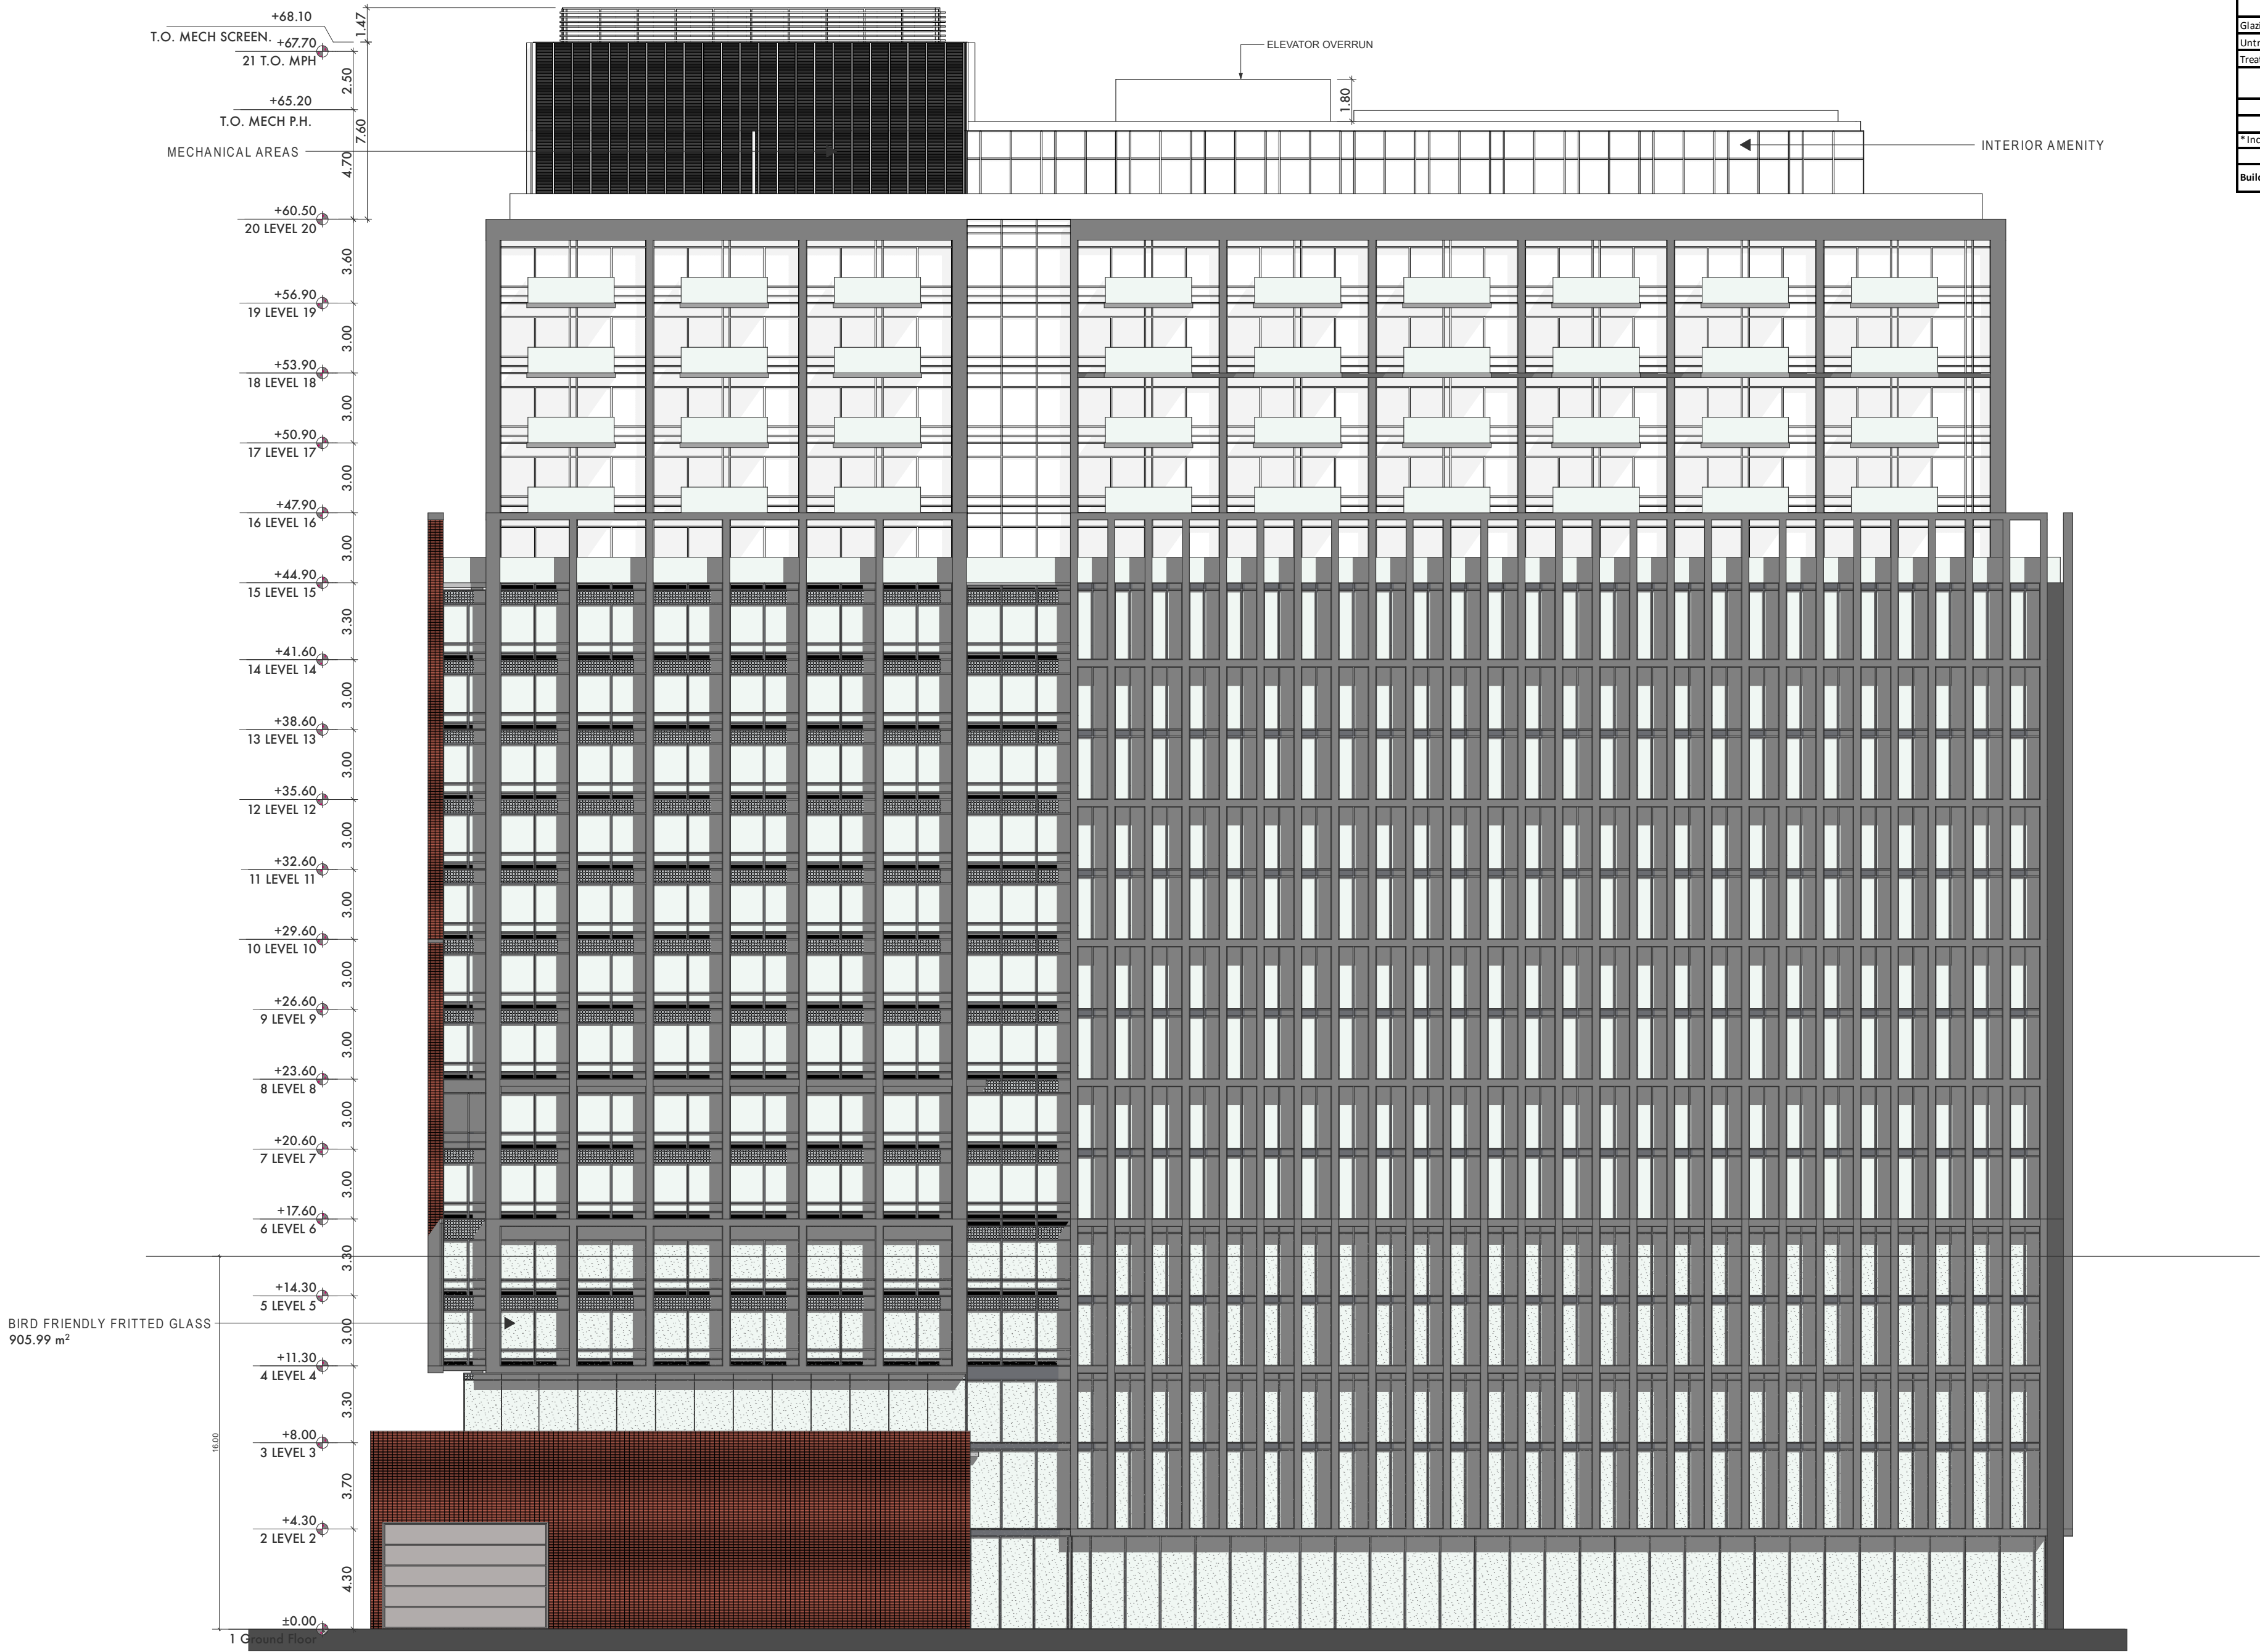 +68.10
T.O. MECH SCREEN.
+67.70
21 T.O. MPH
1.47
2.50
+65.20
T.O. MECH P.H.
7.60
MECHANICAL AREAS
4.70
ELEVATOR OVERRUN
1.80
INTERIOR AMENITY
* Inc
+60.50
20 LEVEL 20
3.60
+56.90
19 LEVEL 19
3.00
+53.90
18 LEVEL 18
3.00
+50.90
17 LEVEL 17
3.00
+47.90
16 LEVEL 16
3.00
+44.90
15 LEVEL 15
3.30
+41.60
14 LEVEL 14
3.00
+38.60
13 LEVEL 13
3.00
+35.60
12 LEVEL 12
3.00
+32.60
11 LEVEL 11
3.00
+29.60
10 LEVEL 10
3.00
+26.60
9 LEVEL 9
3.00
+23.60
8 LEVEL 8
3.00
+20.60
7 LEVEL 7
3.00
+17.60
6 LEVEL 6
3.30
+14.30
5 LEVEL 5
BIRD FRIENDLY FRITTED GLASS
905.99 m²
3.00
+11.30
4 LEVEL 4
3.30
16.00
+8.00
3 LEVEL 3
3.70
+4.30
2 LEVEL 2
4.30
±0.00
1 Ground Floor